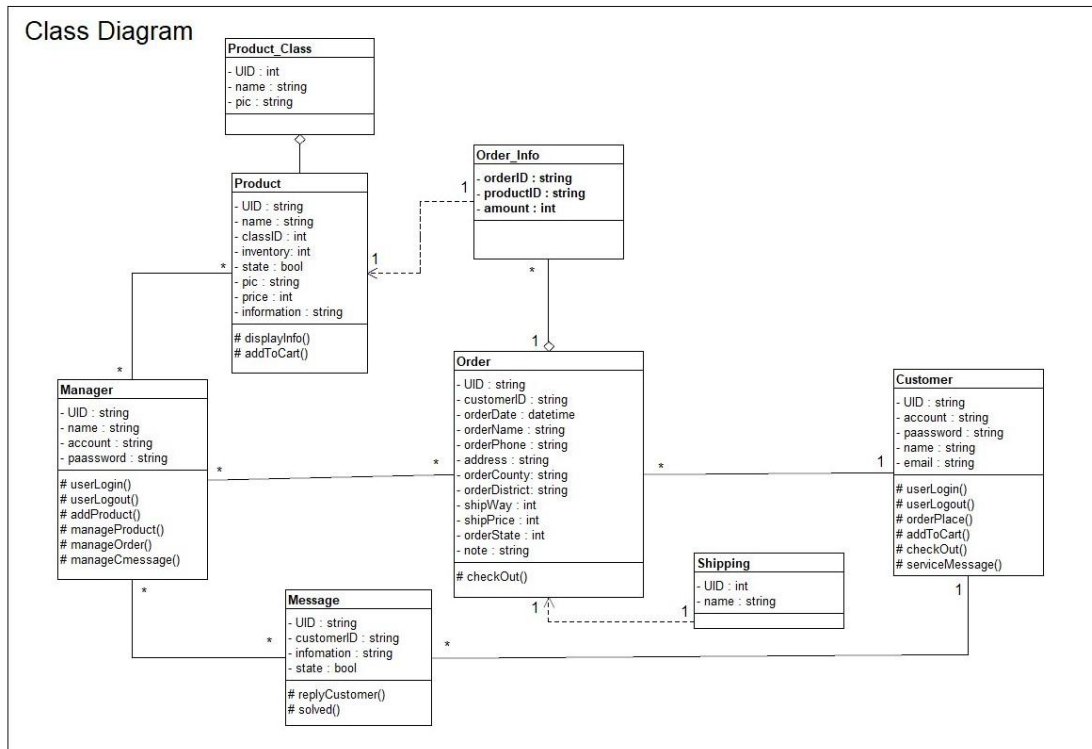 Class Diagram
Product_Class
- UID : int
- name : string
- pic : string
Product
- UID : string
- name : string
- classID : int
- inventory: int
- state : bool
- pic : string
- price : int
- information : string
# displayInfo()
# addToCart()
Order_Info
- orderID : string
- productID : string
- amount : int
1
1
*
*
*
1
Manager
- UID : string
- name : string
- account : string
- paassword : string
# userLogin()
# userLogout()
# addProduct()
# manageProduct()
# manageOrder()
# manageCmessage()
Order
- UID : string
- customerID : string
- orderDate : datetime
- orderName : string
- orderPhone : string
- address : string
- orderCounty: string
- orderDistrict: string
- shipWay : int
- shipPrice : int
- orderState : int
- note : string
# checkOut()
Customer
- UID : string
- account : string
- paassword : string
- name : string
- email : string
# userLogin()
# userLogout()
# orderPlace()
# addToCart()
# checkOut()
# serviceMessage()
*
*
*
1
Shipping
- UID : int
- name : string
1
1
Message
- UID : string
- customerID : string
- infomation : string
- state : bool
# replyCustomer()
# solved()
*
*
*
1